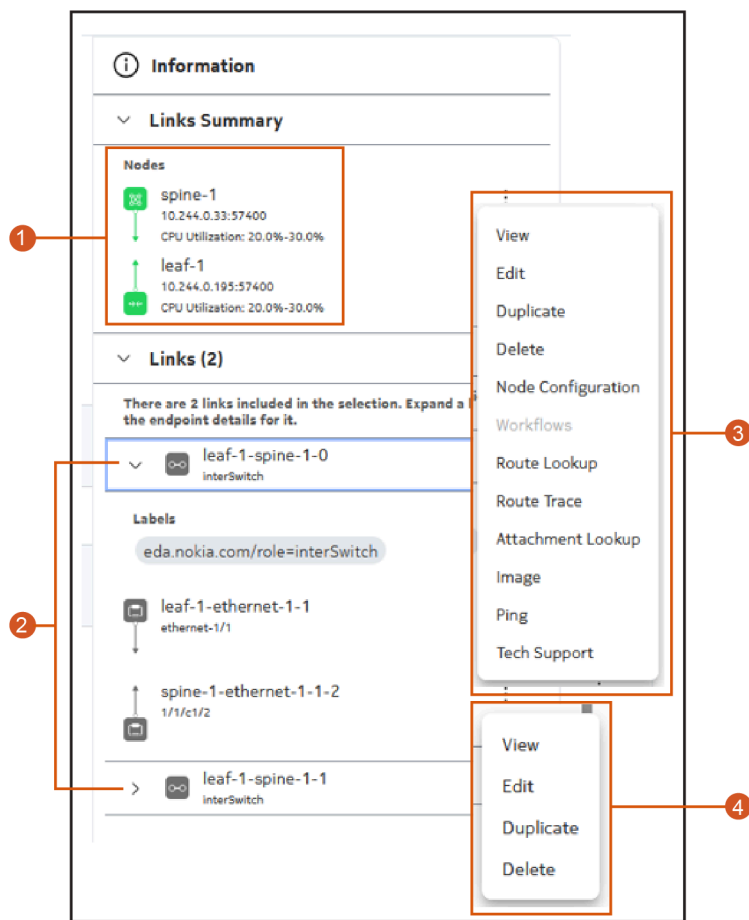 Information
Links Summary
Nodes
spine-1
10.244.0.33:57400
CPU Utilization: 20.0%-30.0%
leaf-1
10.244.0.195:57400
CPU Utilization: 20.0%-30.0%
Links (2)
There are 2 links included in the selection. Expand a
the endpoint details for it.
leaf-1-spine-1-0
interSwitch
Labels
eda.nokia.com/role=interSwitch
leaf-1-ethernet-1-1
ethernet-1/1
spine-1-ethernet-1-1-2
1/1/c1/2
leaf-1-spine-1-1
interSwitch
View
Edit
Duplicate
Delete
Node Configuration
Workflows
Route Lookup
Route Trace
Attachment Lookup
Image
Ping
Tech Support
View
Edit
Duplicate
Delete
1
2
3
4